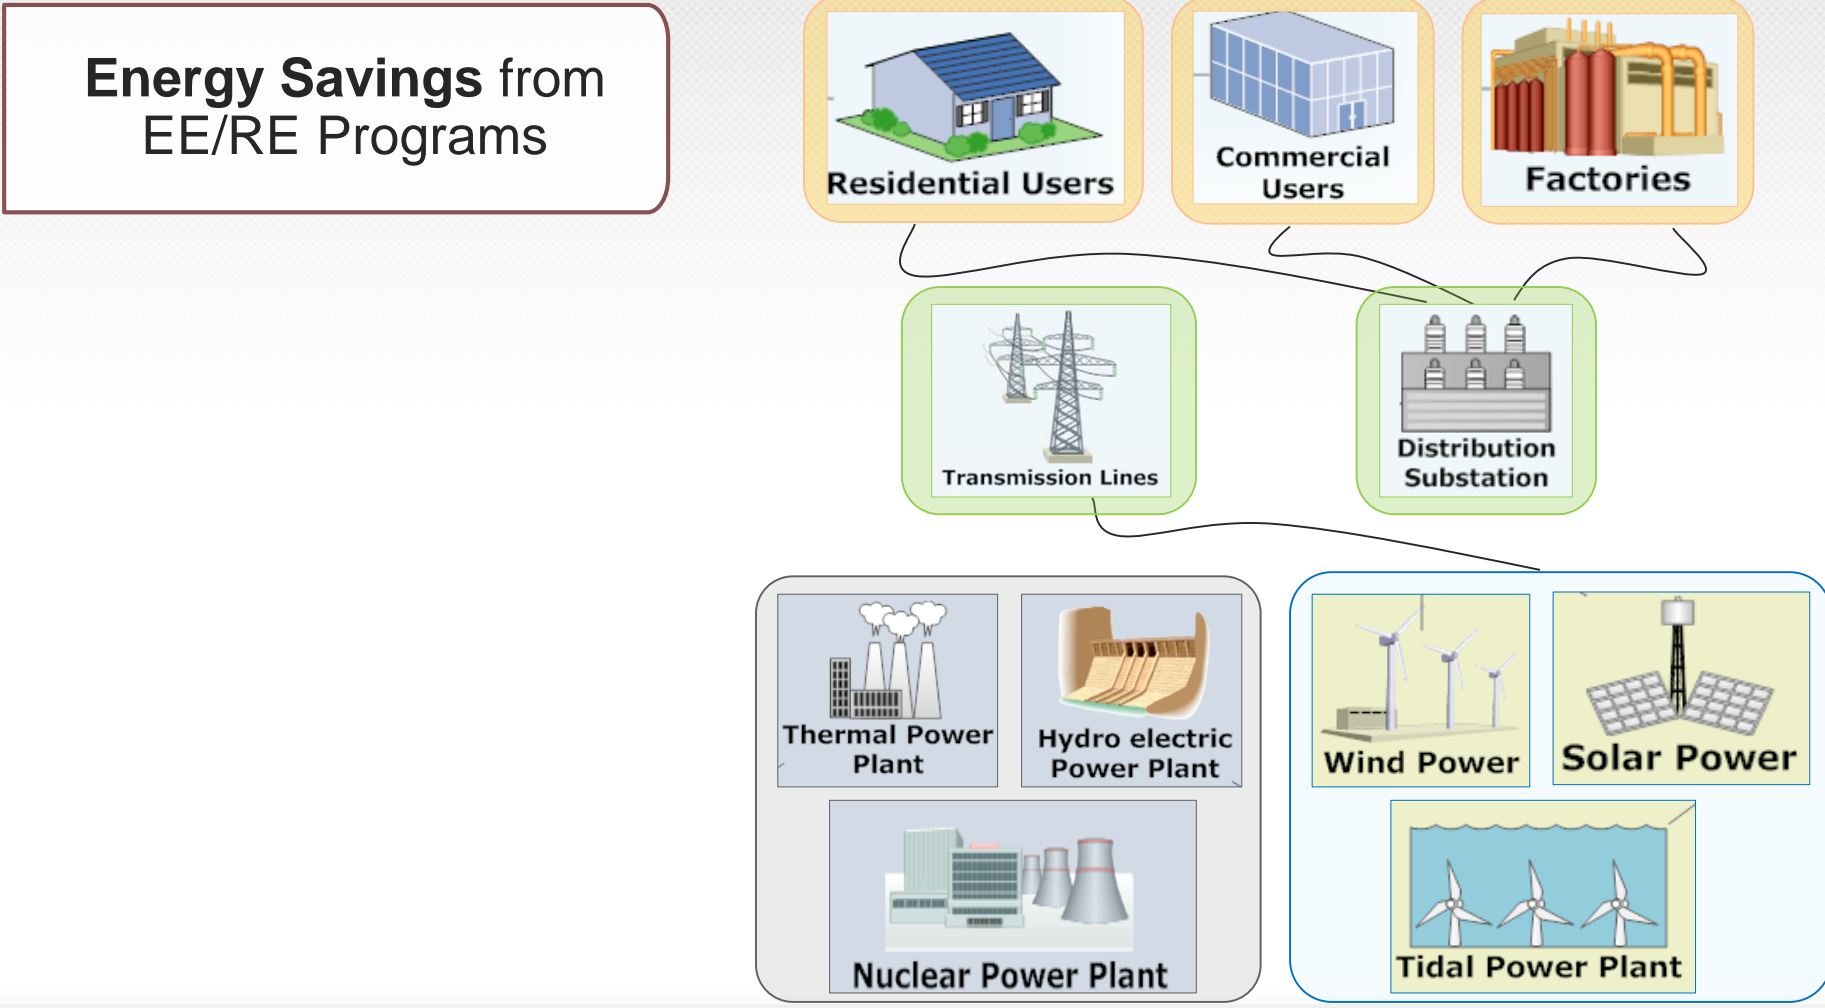 Energy Savings from
EE/RE Programs
Residential Users
Commercial
Users
Factories
Transmission Lines
Distribution
Substation
Thermal Power
Plant
Hydro electric
Power Plant
Nuclear Power Plant
Wind Power
Solar Power
Tidal Power Plant